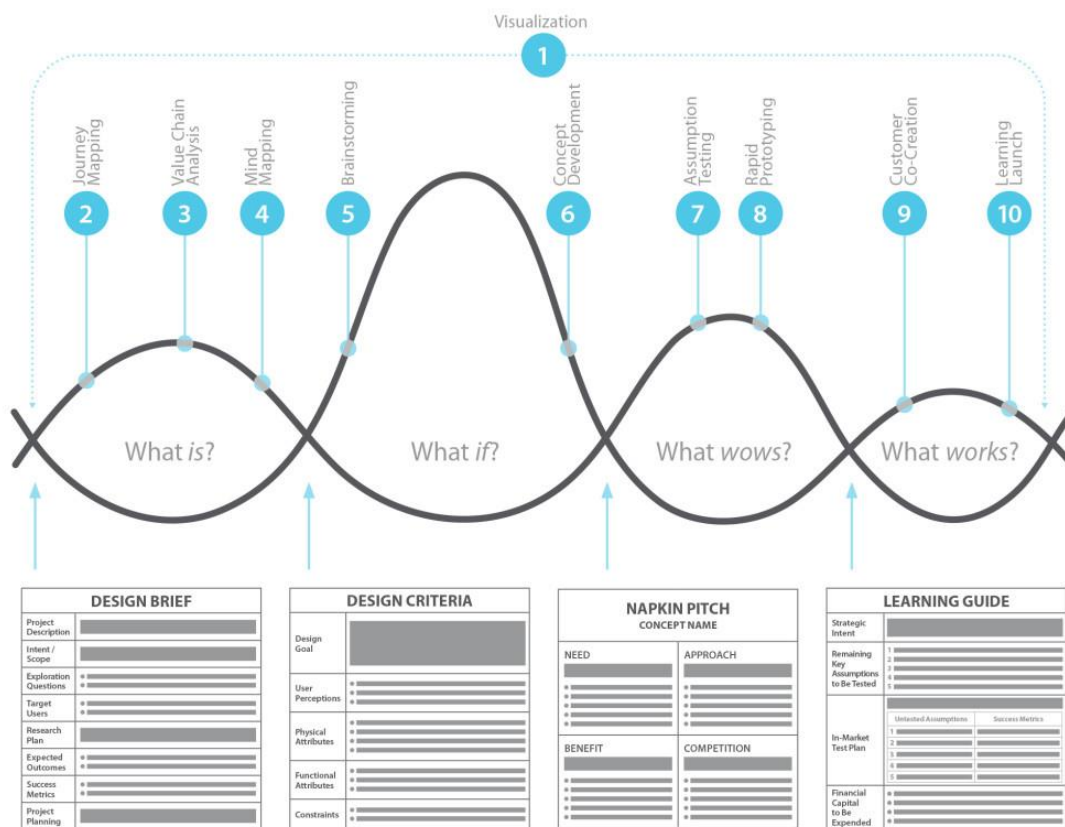 Visualization
1
Journey
Mapping
2
Value Chain
Analysis
3
Mind
Mapping
4
Brainstorming
5
Concept
Development
6
Assumption
Testing
7
Rapid
Prototyping
8
Customer
Co-Creation
9
Learning
Launch
10
What is?
What if?
What wows?
What works?
DESIGN BRIEF
Project
Description
Intent /
Scope
Exploration
Questions
Target
Users
Research
Plan
Expected
Outcomes
Success
Metrics
Project
Planning
DESIGN CRITERIA
Design
Goal
User
Perceptions
Physical
Attributes
Functional
Attributes
Constraints
NAPKIN PITCH
CONCEPT NAME
NEED
APPROACH
BENEFIT
COMPETITION
LEARNING GUIDE
Strategic
Intent
Remaining
Key
Assumptions
to Be Tested
1
2
3
4
5
In-Market
Test Plan
Untested Assumptions
Success Metrics
1
2
3
4
5
Financial
Capital
to Be
Expended